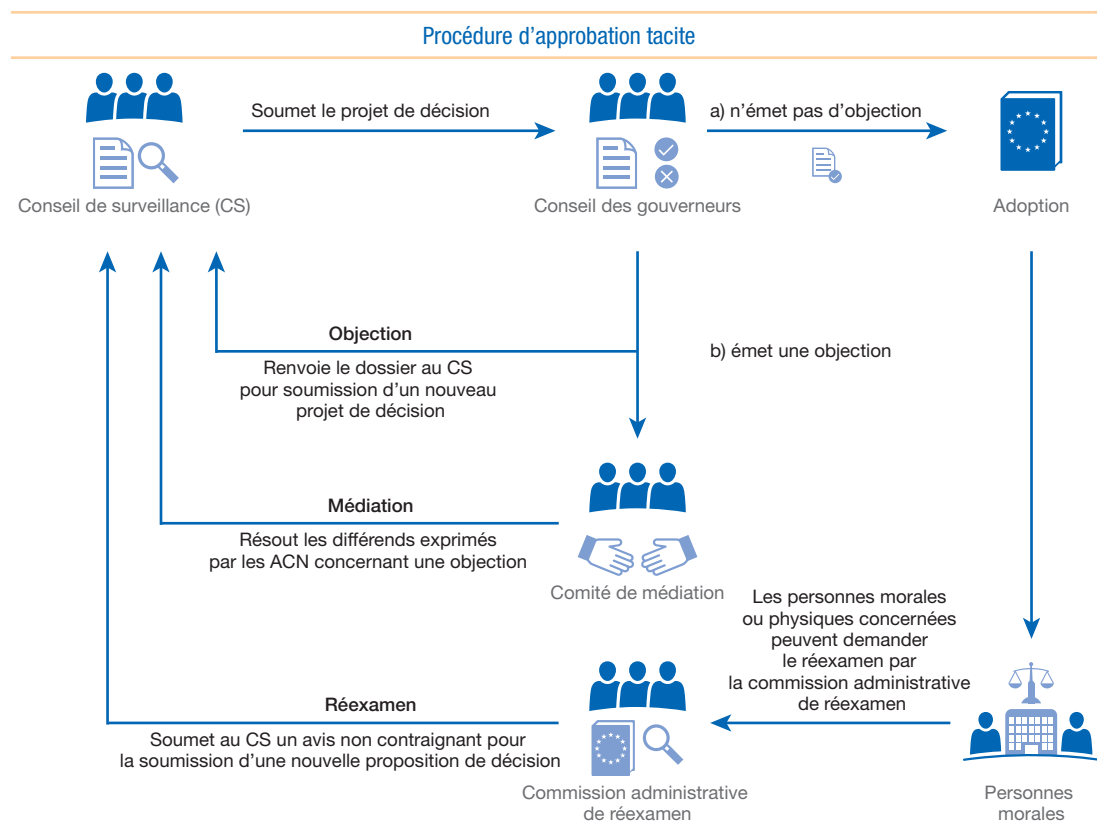 Procédure d'approbation tacite
Soumet le projet de décision
a) n'émet pas d'objection
Conseil de surveillance (CS)
Conseil des gouverneurs
Adoption
Objection
Renvoie le dossier au CS
pour soumission d'un nouveau
projet de décision
b) émet une objection
Médiation
Résout les différends exprimés
par les ACN concernant une objection
Comité de médiation
Les personnes morales
ou physiques concernées
peuvent demander
le réexamen par
la commission administrative
de réexamen
Réexamen
Soumet au CS un avis non contraignant pour
la soumission d'une nouvelle proposition de décision
Commission administrative
de réexamen
Personnes
morales